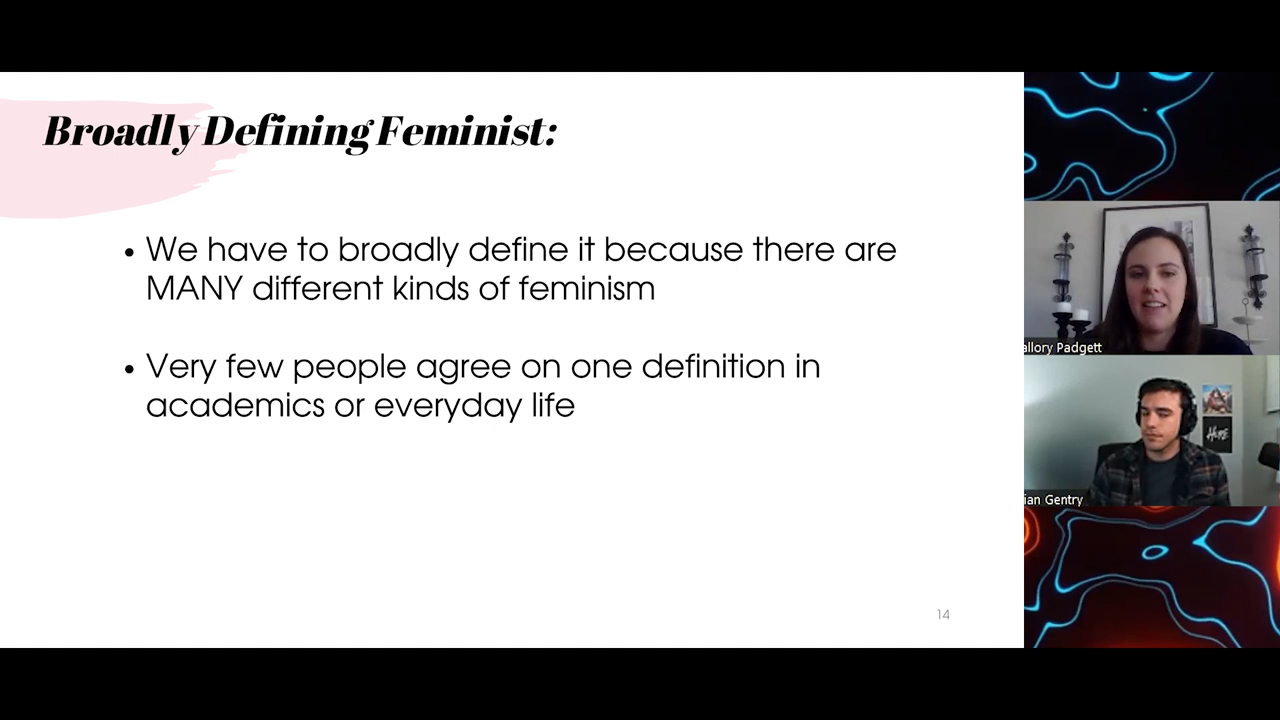 Broadly Defining Feminist:
• We have to broadly define it because there are
MANY different kinds of feminism
• Very few people agree on one definition in
academics or everyday life
14
allory Padgett
HERE
ian Gentry